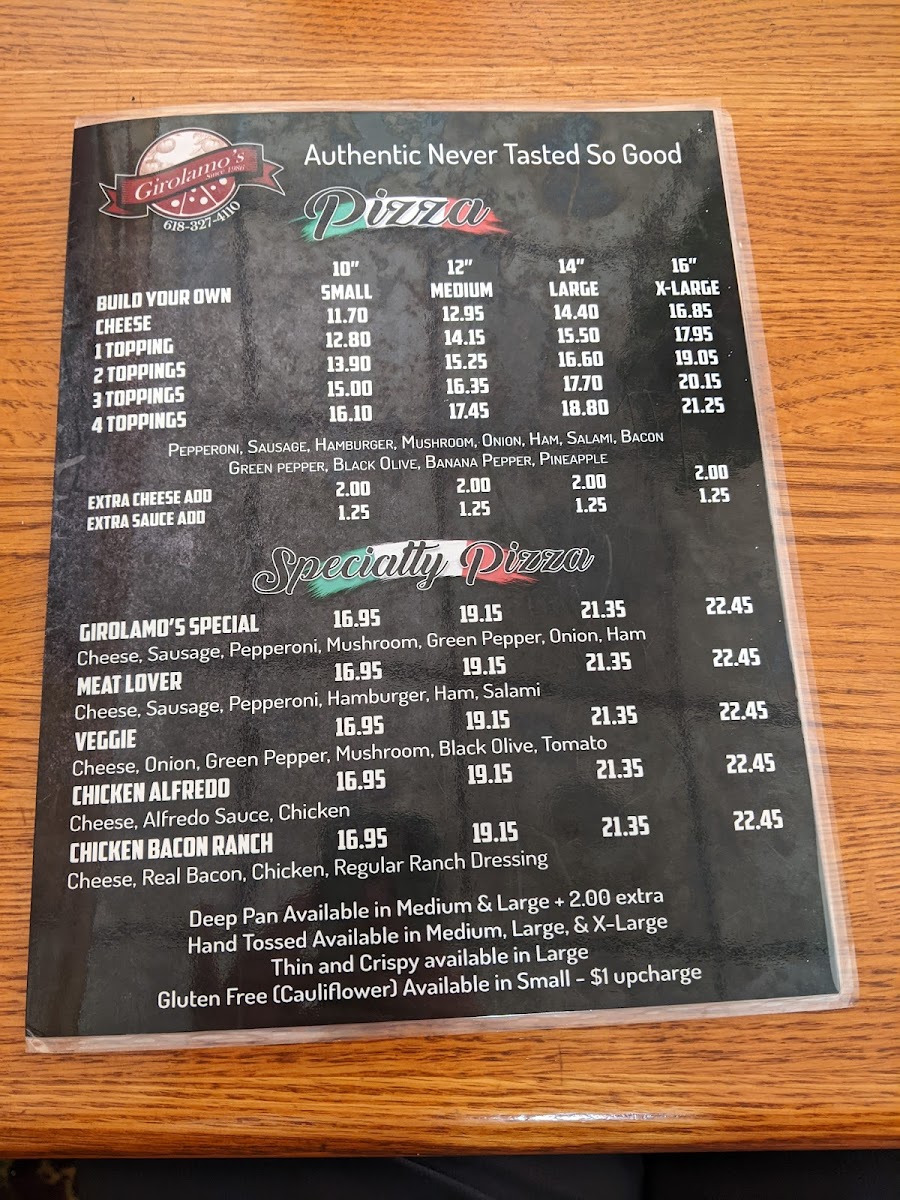 Girolamo's
Since 1986
618-327-4110
Authentic Never Tasted So Good
Pizza
10" 12" 14" 16"
BUILD YOUR OWN SMALL MEDIUM LARGE X-LARGE
CHEESE 11.70 12.95 14.40 16.85
1 TOPPING 12.80 14.15 15.50 17.95
2 TOPPINGS 13.90 15.25 16.60 19.05
3 TOPPINGS 15.00 16.35 17.70 20.15
4 TOPPINGS 16.10 17.45 18.80 21.25
Pepperoni, Sausage, Hamburger, Mushroom, Onion, Ham, Salami, Bacon
Green pepper, Black Olive, Banana Pepper, Pineapple
EXTRA CHEESE ADD 2.00 2.00 2.00 2.00
EXTRA SAUCE ADD 1.25 1.25 1.25 1.25
Specialty Pizza
GIROLAMO'S SPECIAL 16.95 19.15 21.35 22.45
Cheese, Sausage, Pepperoni, Mushroom, Green Pepper, Onion, Ham
MEAT LOVER 16.95 19.15 21.35 22.45
Cheese, Sausage, Pepperoni, Hamburger, Ham, Salami
VEGGIE 16.95 19.15 21.35 22.45
Cheese, Onion, Green Pepper, Mushroom, Black Olive, Tomato
CHICKEN ALFREDO 16.95 19.15 21.35 22.45
Cheese, Alfredo Sauce, Chicken
CHICKEN BACON RANCH 16.95 19.15 21.35 22.45
Cheese, Real Bacon, Chicken, Regular Ranch Dressing
Deep Pan Available in Medium & Large + 2.00 extra
Hand Tossed Available in Medium, Large, & X-Large
Thin and Crispy available in Large
Gluten Free (Cauliflower) Available in Small - $1 upcharge